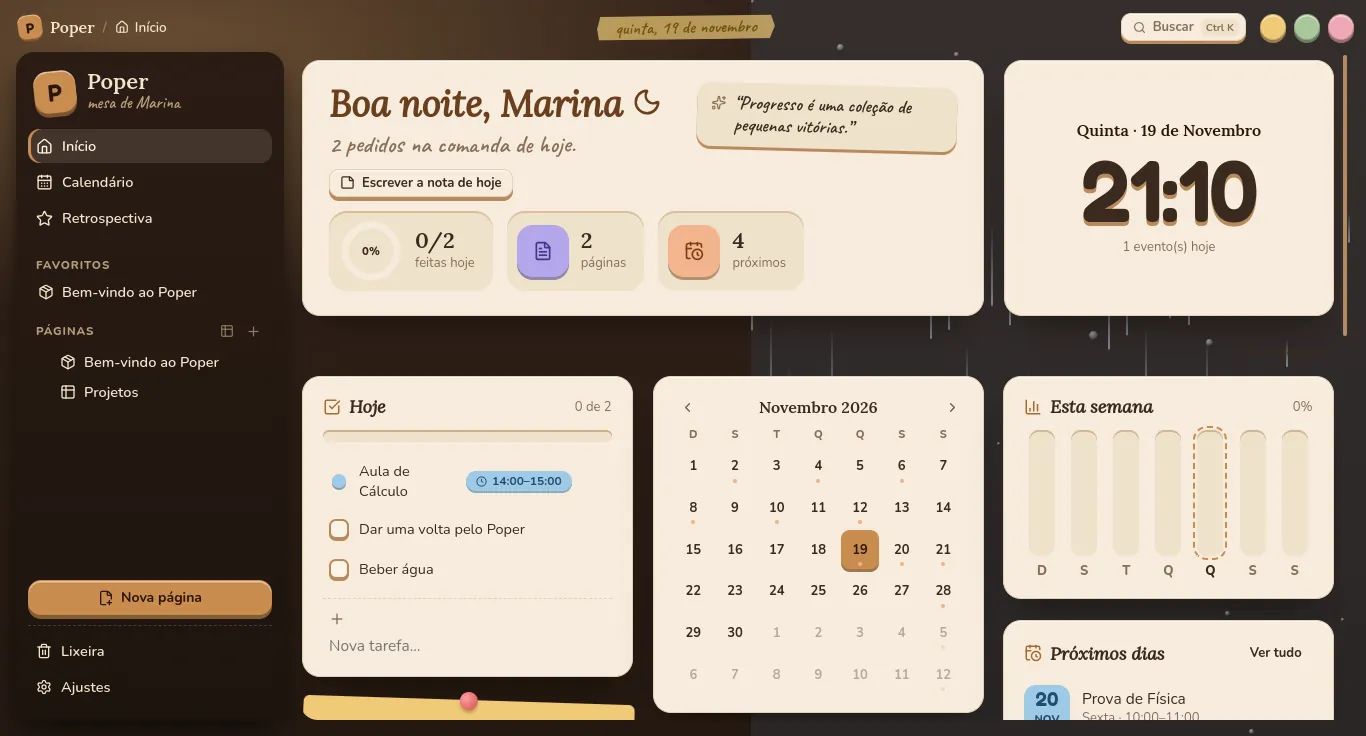 P Poper / Início
quinta, 19 de novembro
Buscar Ctrl K
P Poper
mesa de Marina
Início
Calendário
Retrospectiva
FAVORITOS
Bem-vindo ao Poper
PÁGINAS
Bem-vindo ao Poper
Projetos
Nova página
Lixeira
Ajustes
Boa noite, Marina
2 pedidos na comanda de hoje.
“Progresso é uma coleção de
pequenas vitórias.”
Escrever a nota de hoje
0%
0/2
feitas hoje
2
páginas
4
próximos
Quinta · 19 de Novembro
21:10
1 evento(s) hoje
Hoje
0 de 2
Aula de
Cálculo
14:00–15:00
Dar uma volta pelo Poper
Beber água
Nova tarefa...
Novembro 2026
D S T Q Q S S
1 2 3 4 5 6 7
8 9 10 11 12 13 14
15 16 17 18 19 20 21
22 23 24 25 26 27 28
29 30 1 2 3 4 5
6 7 8 9 10 11 12
Esta semana
0%
D S T Q Q S S
Próximos dias
Ver tudo
20
NOV
Prova de Física
Sexta · 10:00–11:00